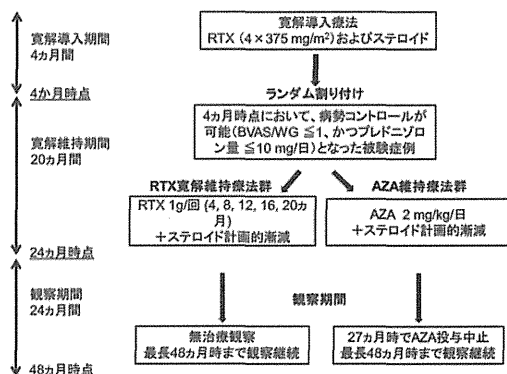 寛解導入期間
4カ月間
4か月時点
寛解維持期間
20カ月間
24カ月時点
観察期間
24カ月間
48カ月時点
寛解導入療法
RTX (4×375 mg/m²) およびステロイド
ランダム割り付け
4カ月時点において、病勢コントロールが
可能(BVAS/WG ≦1、かつプレドニゾロ
ン量 ≦10 mg/日)となった被験症例
RTX寛解維持療法群
RTX 1g/回 (4, 8, 12, 16, 20カ
月)
+ステロイド計画的漸減
AZA維持療法群
AZA 2 mg/kg/日
+ステロイド計画的漸減
観察期間
無治療観察
最長48カ月時まで観察継続
27カ月時でAZA投与中止
最長48カ月時まで観察継続